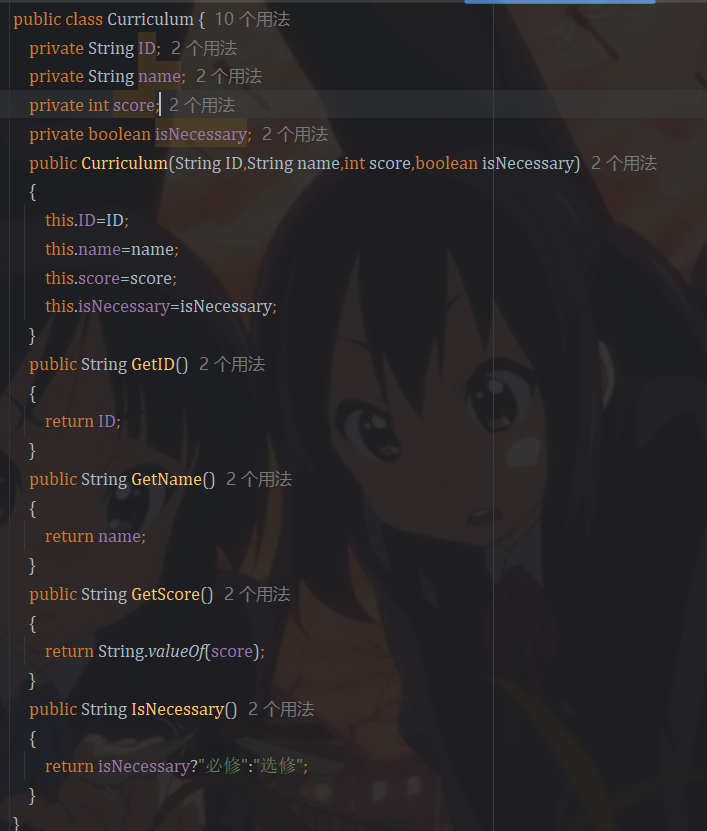 public class Curriculum { 10 个用法
private String ID; 2 个用法
private String name; 2 个用法
private int score; 2 个用法
private boolean isNecessary; 2 个用法
public Curriculum(String ID,String name,int score,boolean isNecessary) 2 个用法
{
this.ID=ID;
this.name=name;
this.score=score;
this.isNecessary=isNecessary;
}
public String GetID() 2 个用法
{
return ID;
}
public String GetName() 2 个用法
{
return name;
}
public String GetScore() 2 个用法
{
return String.valueOf(score);
}
public String IsNecessary() 2 个用法
{
return isNecessary?"必修":"选修";
}
}